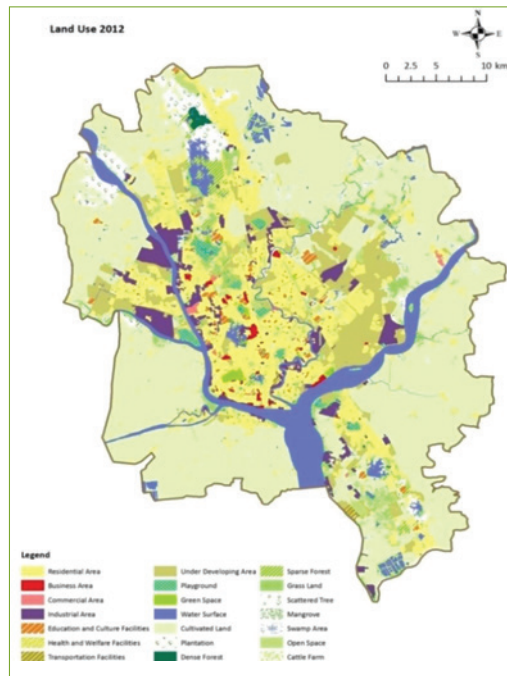 Land Use 2012
N
W E
S
0 2.5 5 10 km
Legend
Residential Area
Business Area
Commercial Area
Industrial Area
Education and Culture Facilities
Health and Welfare Facilities
Transportation Facilities
Under Developing Area
Playground
Green Space
Water Surface
Cultivated Land
Plantation
Dense Forest
Sparse Forest
Grass Land
Scattered Tree
Mangrove
Swamp Area
Open Space
Cattle Farm